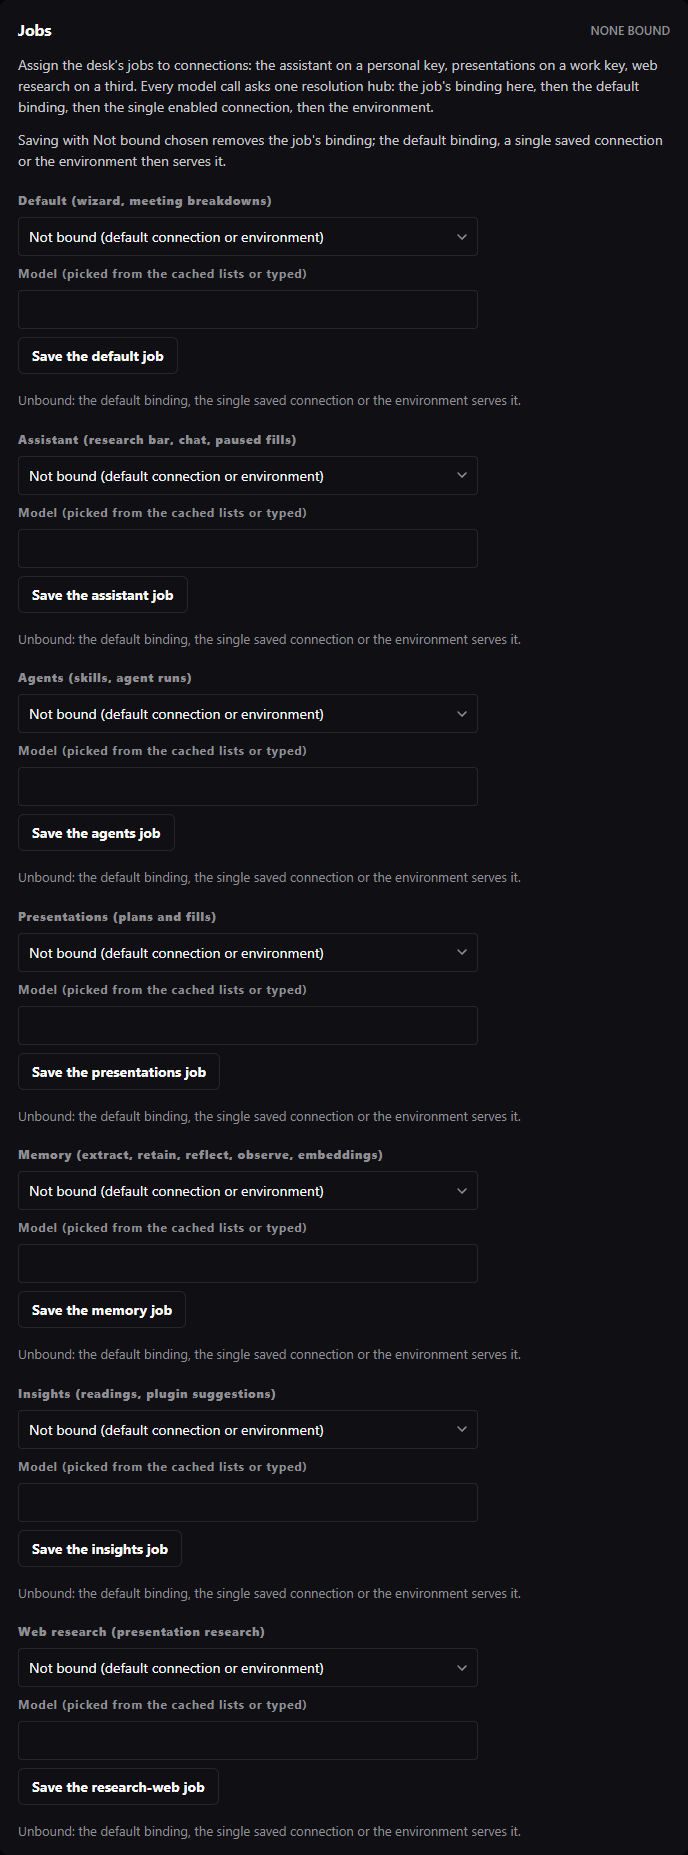 Jobs
NONE BOUND
Assign the desk's jobs to connections: the assistant on a personal key, presentations on a work key, web
research on a third. Every model call asks one resolution hub: the job's binding here, then the default
binding, then the single enabled connection, then the environment.
Saving with Not bound chosen removes the job's binding; the default binding, a single saved connection
or the environment then serves it.
Default (wizard, meeting breakdowns)
Not bound (default connection or environment)
Model (picked from the cached lists or typed)
Save the default job
Unbound: the default binding, the single saved connection or the environment serves it.
Assistant (research bar, chat, paused fills)
Not bound (default connection or environment)
Model (picked from the cached lists or typed)
Save the assistant job
Unbound: the default binding, the single saved connection or the environment serves it.
Agents (skills, agent runs)
Not bound (default connection or environment)
Model (picked from the cached lists or typed)
Save the agents job
Unbound: the default binding, the single saved connection or the environment serves it.
Presentations (plans and fills)
Not bound (default connection or environment)
Model (picked from the cached lists or typed)
Save the presentations job
Unbound: the default binding, the single saved connection or the environment serves it.
Memory (extract, retain, reflect, observe, embeddings)
Not bound (default connection or environment)
Model (picked from the cached lists or typed)
Save the memory job
Unbound: the default binding, the single saved connection or the environment serves it.
Insights (readings, plugin suggestions)
Not bound (default connection or environment)
Model (picked from the cached lists or typed)
Save the insights job
Unbound: the default binding, the single saved connection or the environment serves it.
Web research (presentation research)
Not bound (default connection or environment)
Model (picked from the cached lists or typed)
Save the research-web job
Unbound: the default binding, the single saved connection or the environment serves it.